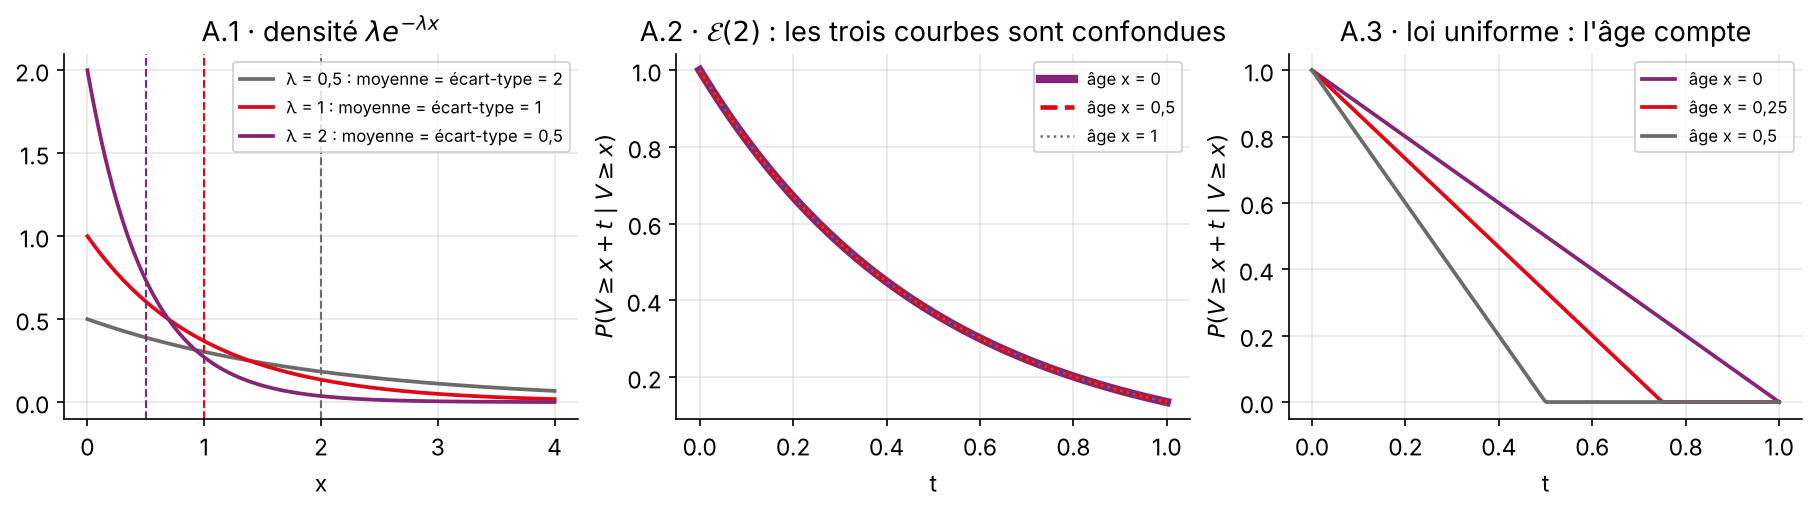 A.1 · densité λe^{−λx}
2.0
1.5
1.0
0.5
0.0
λ = 0,5 : moyenne = écart-type = 2
λ = 1 : moyenne = écart-type = 1
λ = 2 : moyenne = écart-type = 0,5
0 1 2 3 4
x
A.2 · ℰ(2) : les trois courbes sont confondues
P(V ≥ x + t | V ≥ x)
1.0
0.8
0.6
0.4
0.2
âge x = 0
âge x = 0,5
âge x = 1
0.0 0.2 0.4 0.6 0.8 1.0
t
A.3 · loi uniforme : l'âge compte
P(V ≥ x + t | V ≥ x)
1.0
0.8
0.6
0.4
0.2
0.0
âge x = 0
âge x = 0,25
âge x = 0,5
0.0 0.2 0.4 0.6 0.8 1.0
t